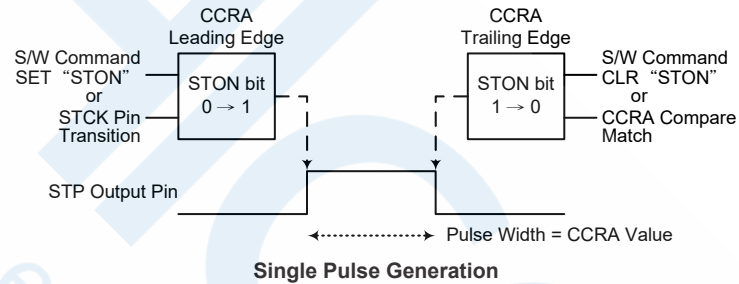 CCRA
Leading Edge
CCRA
Trailing Edge
S/W Command
SET “STON”
or
STCK Pin
Transition
STON bit
0 → 1
STON bit
1 → 0
S/W Command
CLR “STON”
or
CCRA Compare
Match
STP Output Pin
Pulse Width = CCRA Value
Single Pulse Generation